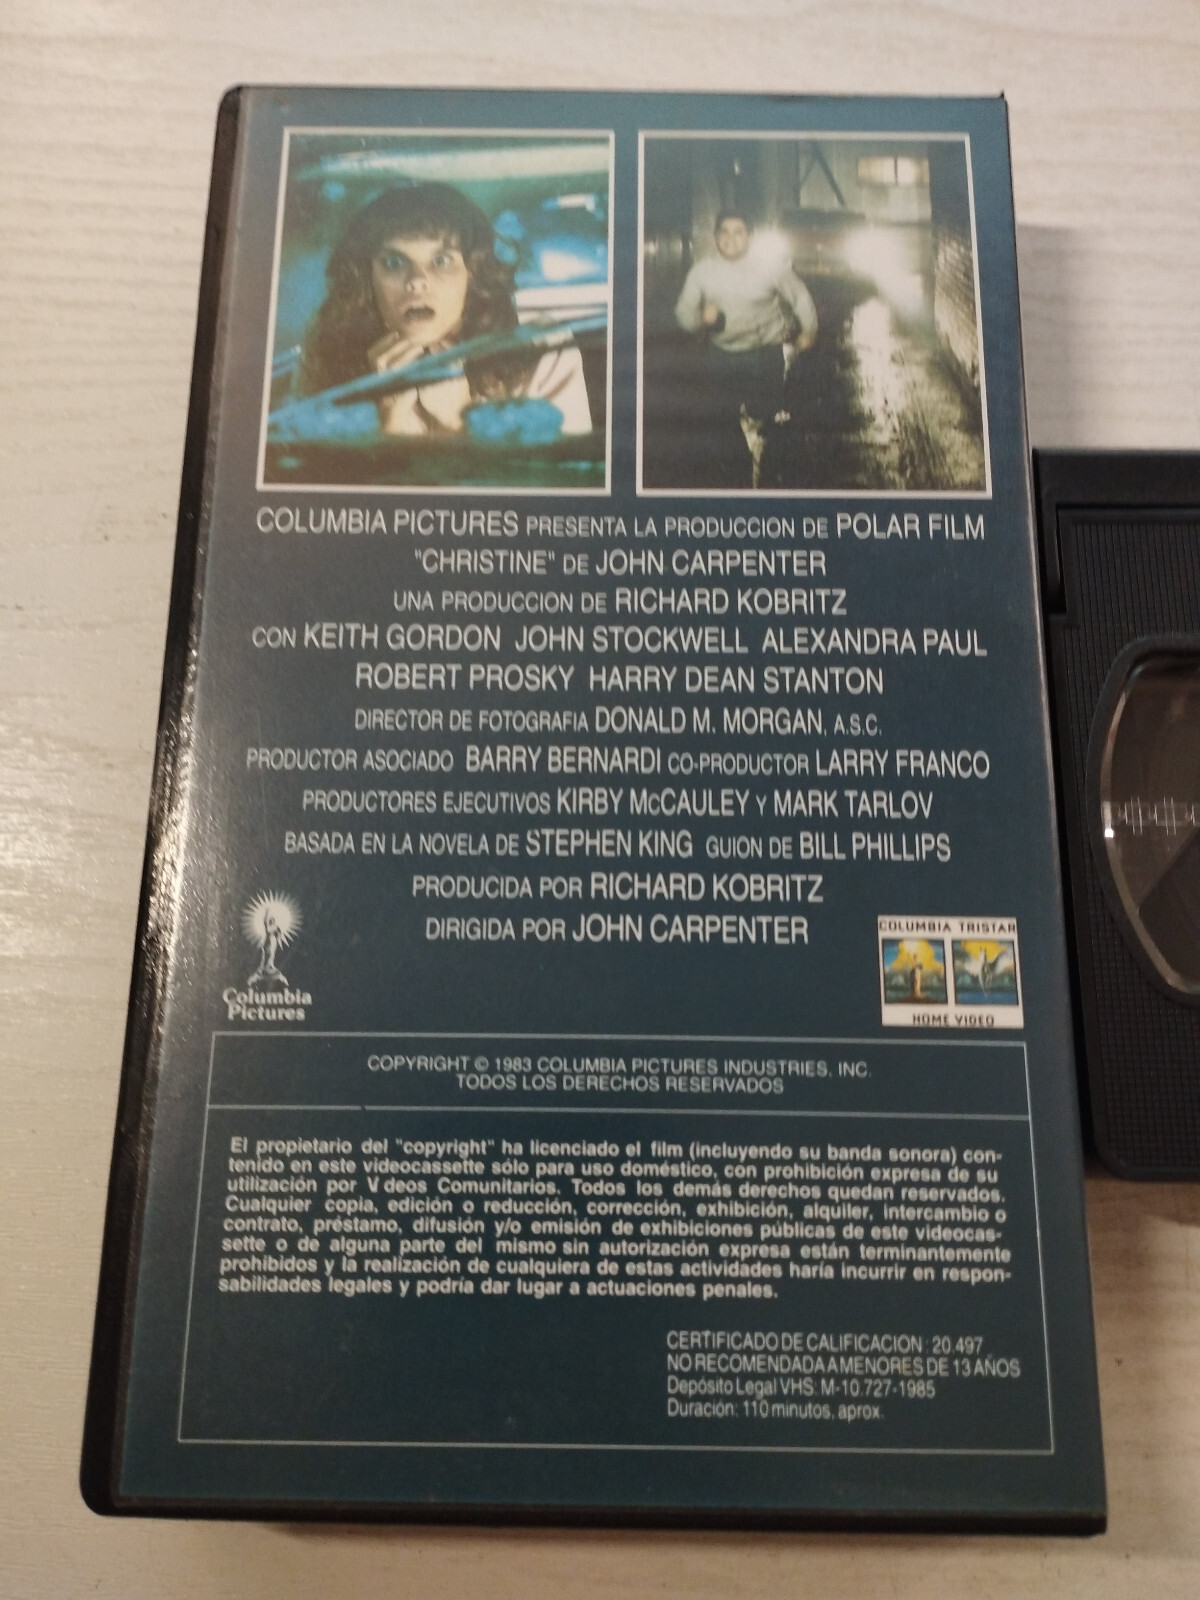 COLUMBIA PICTURES PRESENTA LA PRODUCCION DE POLAR FILM
"CHRISTINE" DE JOHN CARPENTER
UNA PRODUCCION DE RICHARD KOBRITZ
CON KEITH GORDON JOHN STOCKWELL ALEXANDRA PAUL
ROBERT PROSKY HARRY DEAN STANTON
DIRECTOR DE FOTOGRAFIA DONALD M. MORGAN, A.S.C.
PRODUCTOR ASOCIADO BARRY BERNARDI CO-PRODUCTOR LARRY FRANCO
PRODUCTORES EJECUTIVOS KIRBY McCAULEY Y MARK TARLOV
BASADA EN LA NOVELA DE STEPHEN KING GUION DE BILL PHILLIPS
PRODUCIDA POR RICHARD KOBRITZ
DIRIGIDA POR JOHN CARPENTER
Columbia
Pictures
COLUMBIA TRISTAR
HOME VIDEO
COPYRIGHT © 1983 COLUMBIA PICTURES INDUSTRIES, INC.
TODOS LOS DERECHOS RESERVADOS
El propietario del "copyright" ha licenciado el film (incluyendo su banda sonora) con-
tenido en este videocassette sólo para uso doméstico, con prohibición expresa de su
utilización por V deos Comunitarios. Todos los demás derechos quedan reservados.
Cualquier copia, edición o reducción, corrección, exhibición, alquiler, intercambio o
contrato, préstamo, difusión y/o emisión de exhibiciones públicas de este videocas-
sette o de alguna parte del mismo sin autorización expresa están terminantemente
prohibidos y la realización de cualquiera de estas actividades haría incurrir en respon-
sabilidades legales y podría dar lugar a actuaciones penales.
CERTIFICADO DE CALIFICACION : 20.497
NO RECOMENDADA A MENORES DE 13 AÑOS
Depósito Legal VHS: M-10.727-1985
Duración: 110 minutos, aprox.